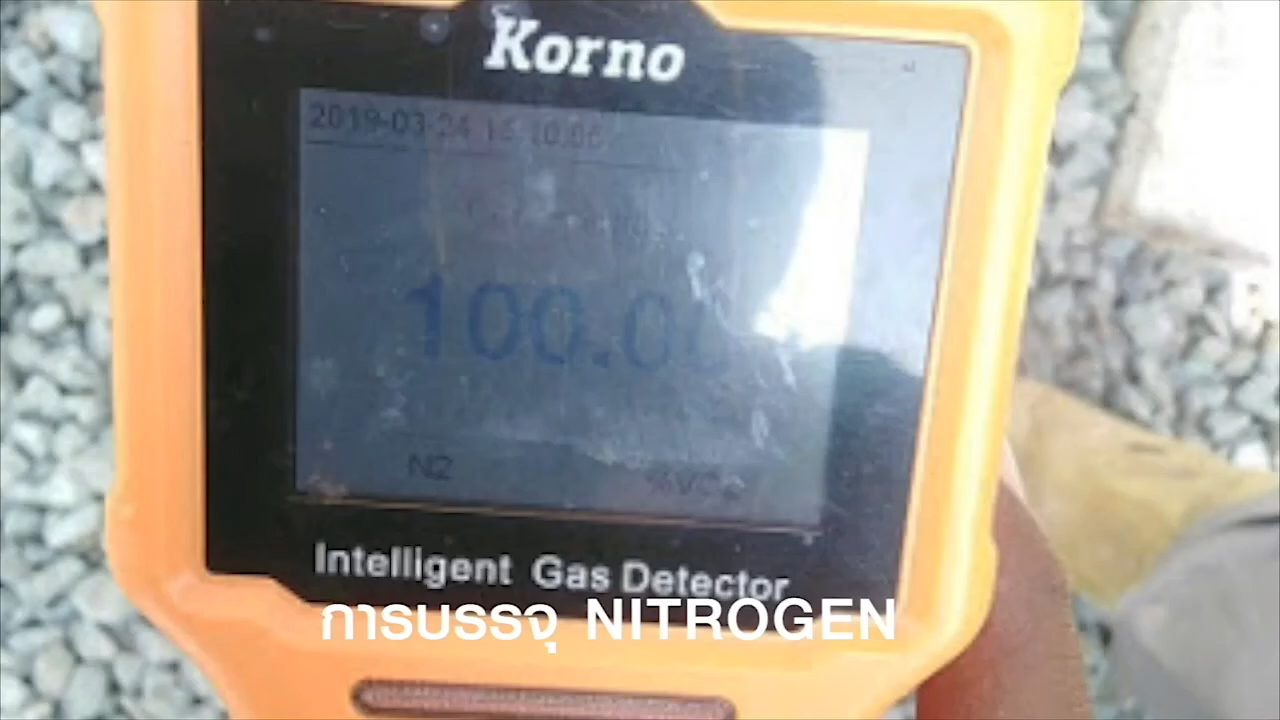 Korno
2019-03-24
100.0
N2
Intelligent Gas Detector
การบรรจุ NITROGEN